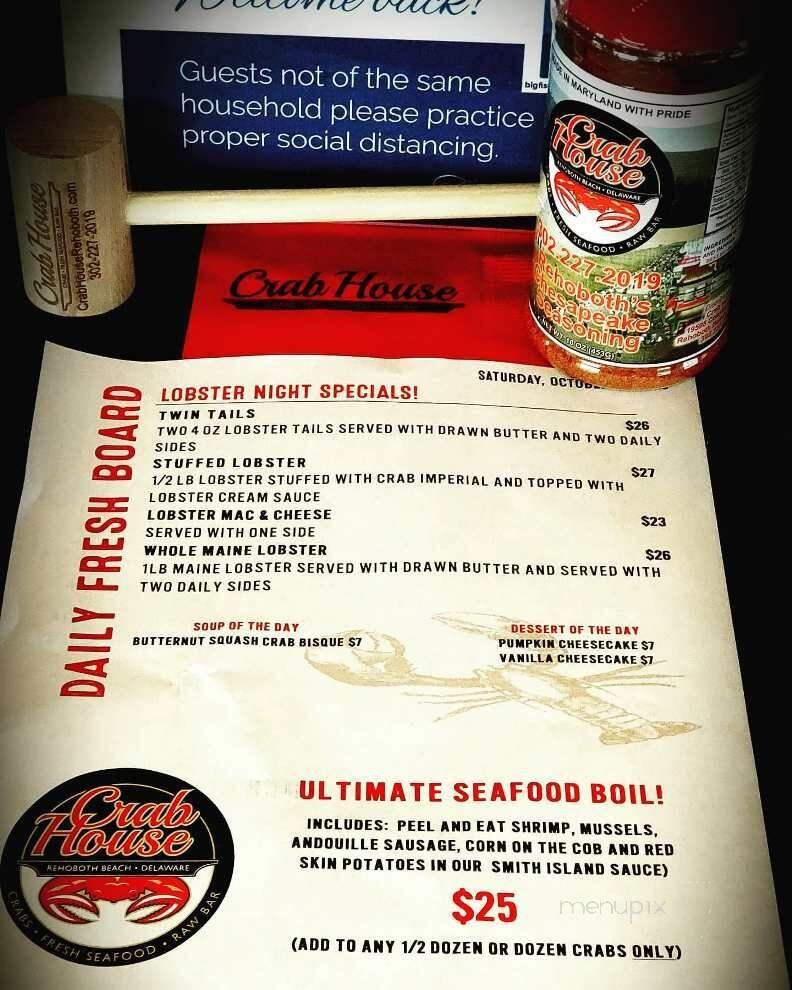 Welcome back!
Guests not of the same
household please practice
proper social distancing.
bigfis
Crab House
CrabHouseRehoboth.com
302-227-2019
Crab House
MARYLAND WITH PRIDE
Crab
House
REHOBOTH BEACH • DELAWARE
FRESH SEAFOOD • RAW BAR
302-227-2019
Rehoboth's
Chesapeake
Seasoning
(453G)
DAILY FRESH BOARD
SATURDAY,
LOBSTER NIGHT SPECIALS!
TWIN TAILS $26
TWO 4 OZ LOBSTER TAILS SERVED WITH DRAWN BUTTER AND TWO DAILY
SIDES
STUFFED LOBSTER $27
1/2 LB LOBSTER STUFFED WITH CRAB IMPERIAL AND TOPPED WITH
LOBSTER CREAM SAUCE
LOBSTER MAC & CHEESE $23
SERVED WITH ONE SIDE
WHOLE MAINE LOBSTER $26
1LB MAINE LOBSTER SERVED WITH DRAWN BUTTER AND SERVED WITH
TWO DAILY SIDES
SOUP OF THE DAY
BUTTERNUT SQUASH CRAB BISQUE $7
DESSERT OF THE DAY
PUMPKIN CHEESECAKE $7
VANILLA CHEESECAKE $7
Crab
House
REHOBOTH BEACH • DELAWARE
CRABS • FRESH SEAFOOD • RAW BAR
ULTIMATE SEAFOOD BOIL!
INCLUDES: PEEL AND EAT SHRIMP, MUSSELS,
ANDOUILLE SAUSAGE, CORN ON THE COB AND RED
SKIN POTATOES IN OUR SMITH ISLAND SAUCE)
$25
menupix
(ADD TO ANY 1/2 DOZEN OR DOZEN CRABS ONLY)